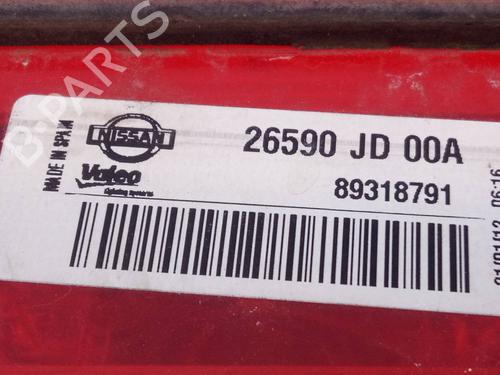 B-PARTS
MADE IN SPAIN
NISSAN
26590 JD 00A
Valeo
89318791